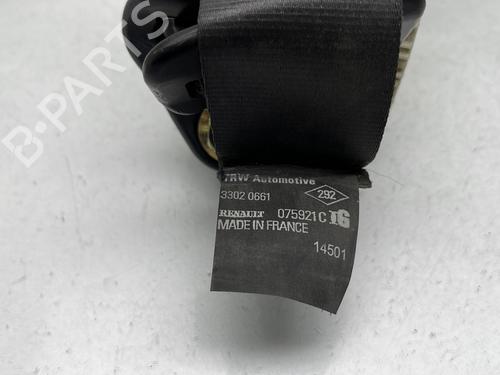 B-PARTS
TRW Automotive
3302 0661
292
RENAULT 075921C
MADE IN FRANCE
14501